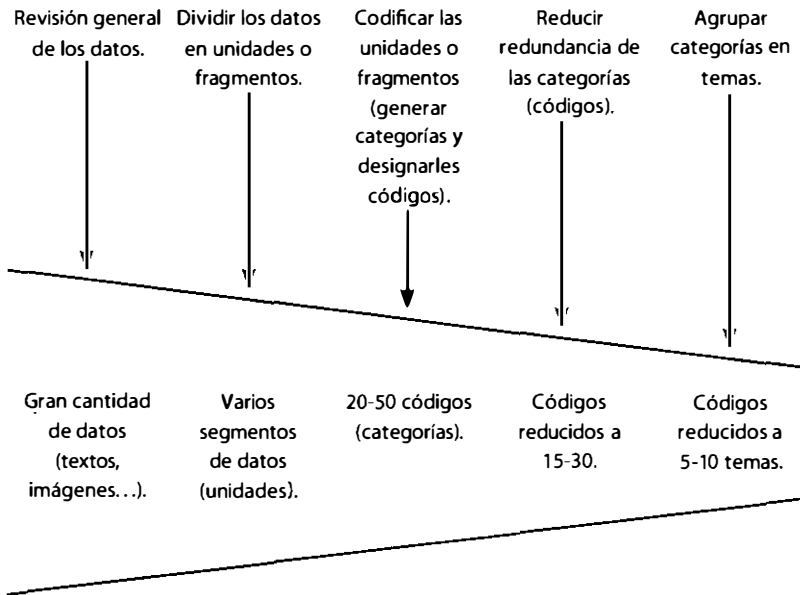 Revisión general
de los datos.
Dividir los datos
en unidades o
fragmentos.
Codificar las
unidades o
fragmentos
(generar
categorías y
designarles
códigos).
Reducir
redundancia de
las categorías
(códigos).
Agrupar
categorías en
temas.
Gran cantidad
de datos
(textos,
imágenes…).
Varios
segmentos
de datos
(unidades).
20-50 códigos
(categorías).
Códigos
reducidos a
15-30.
Códigos
reducidos a
5-10 temas.